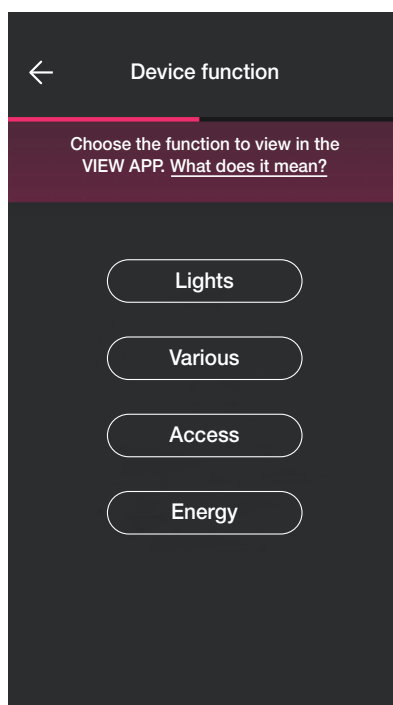 Device function
Choose the function to view in the
VIEW APP. What does it mean?
Lights
Various
Access
Energy